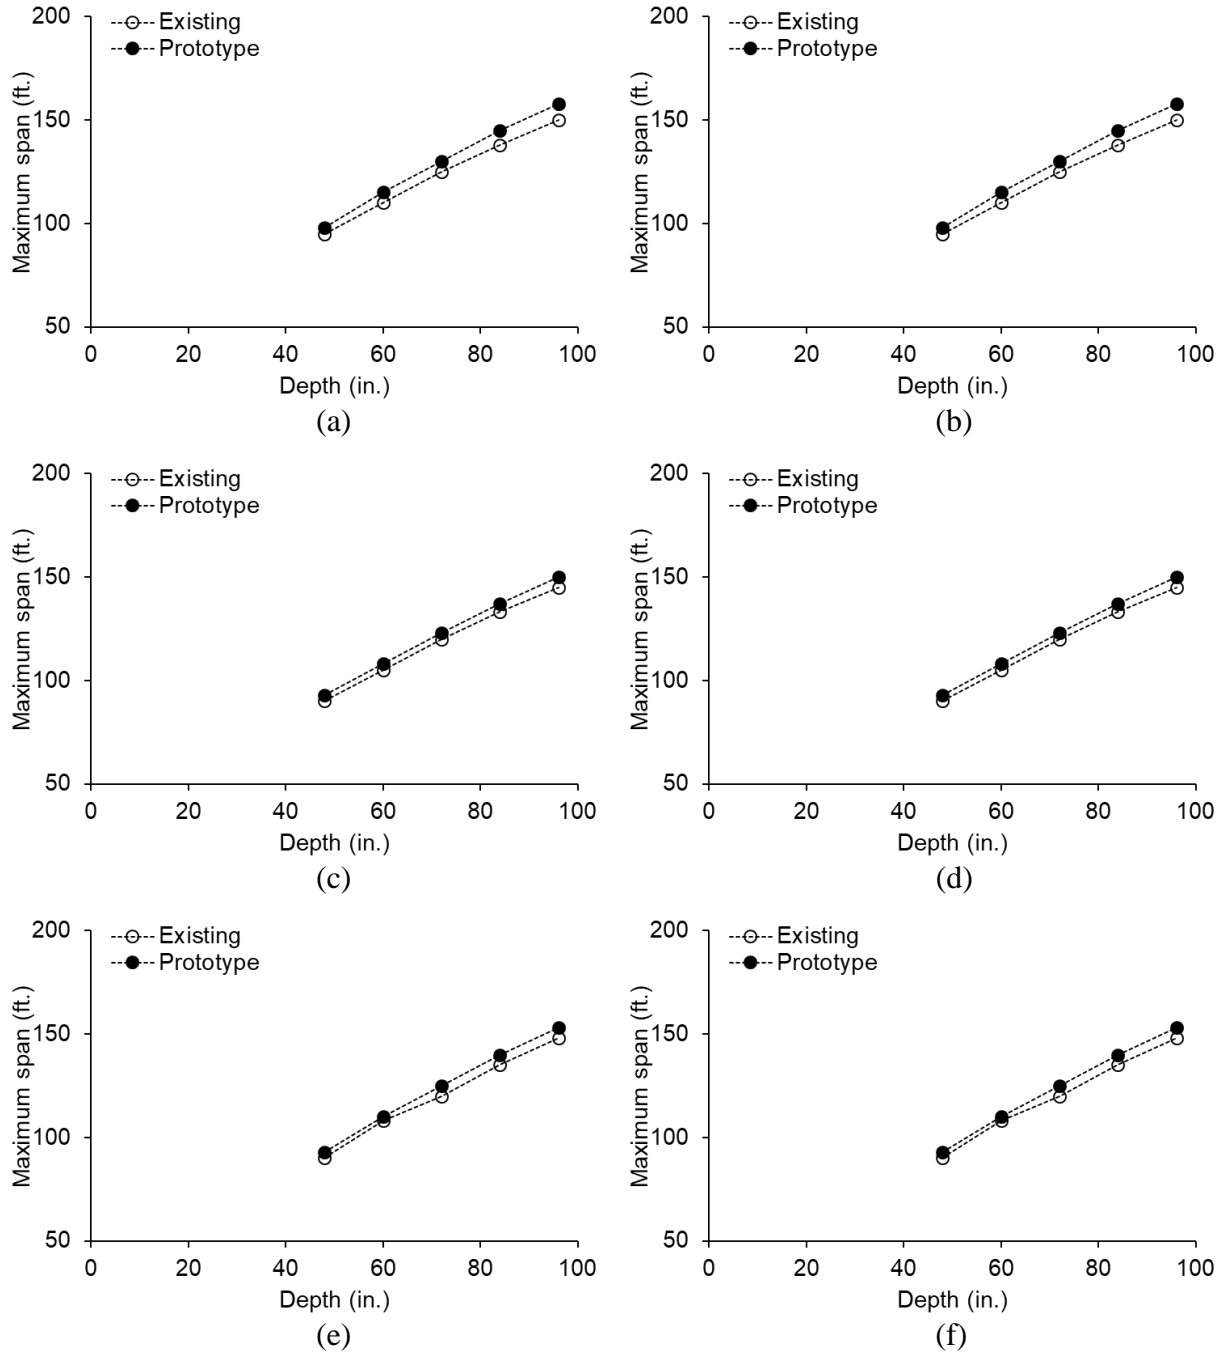 200
Existing
Prototype
150
100
50
0 20 40 60 80 100
Maximum span (ft.)
Depth (in.)
(a)
200
Existing
Prototype
150
100
50
0 20 40 60 80 100
Maximum span (ft.)
Depth (in.)
(b)
200
Existing
Prototype
150
100
50
0 20 40 60 80 100
Maximum span (ft.)
Depth (in.)
(c)
200
Existing
Prototype
150
100
50
0 20 40 60 80 100
Maximum span (ft.)
Depth (in.)
(d)
200
Existing
Prototype
150
100
50
0 20 40 60 80 100
Maximum span (ft.)
Depth (in.)
(e)
200
Existing
Prototype
150
100
50
0 20 40 60 80 100
Maximum span (ft.)
Depth (in.)
(f)